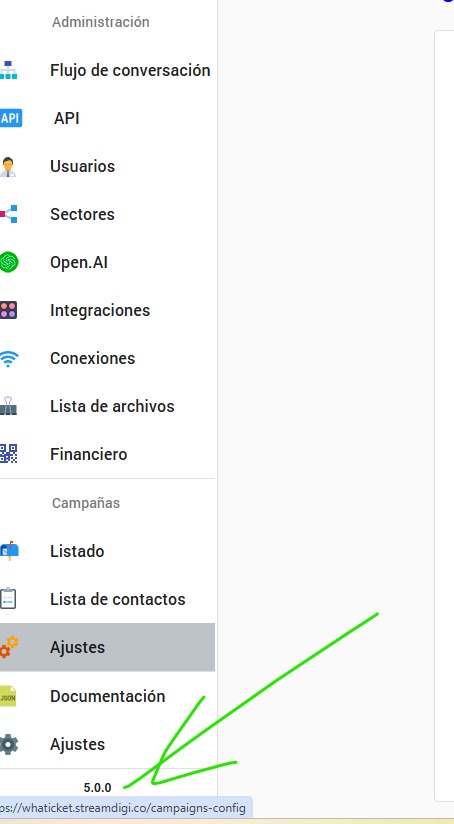 Administración
Flujo de conversación
API API
Usuarios
Sectores
Open.AI
Integraciones
Conexiones
Lista de archivos
Financiero
Campañas
Listado
Lista de contactos
Ajustes
JSON Documentación
Ajustes
5.0.0
ps://whaticket.streamdigi.co/campaigns-config